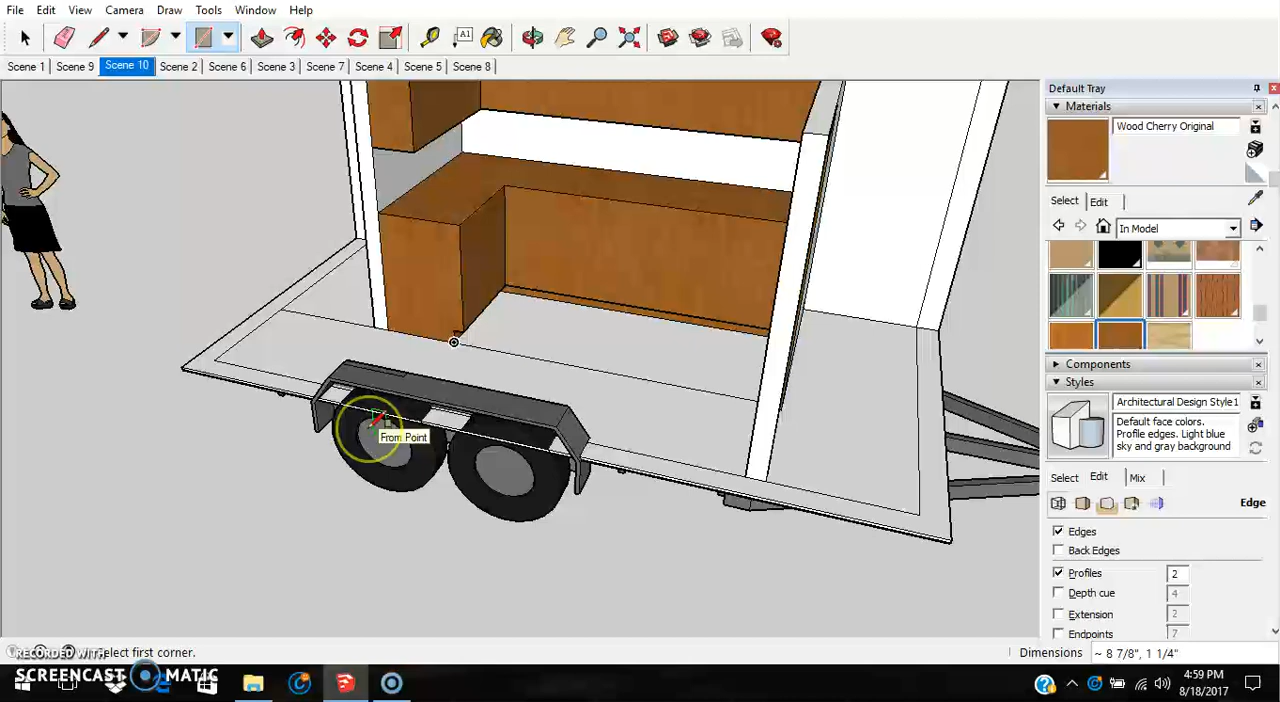 File Edit View Camera Draw Tools Window Help
A1
Scene 1 Scene 9 Scene 10 Scene 2 Scene 6 Scene 3 Scene 7 Scene 4 Scene 5 Scene 8
Default Tray
Materials
Wood Cherry Original
Select Edit
In Model
From Point
Components
Styles
Architectural Design Style1
Default face colors.
Profile edges. Light blue
sky and gray background
Select Edit Mix
Edge
Edges
Back Edges
Profiles 2
Depth cue 4
Extension 2
Endpoints 7
select first corner. Dimensions ~ 8 7/8", 1 1/4"
RECORDED WITH
SCREENCAST MATIC
4:59 PM
8/18/2017